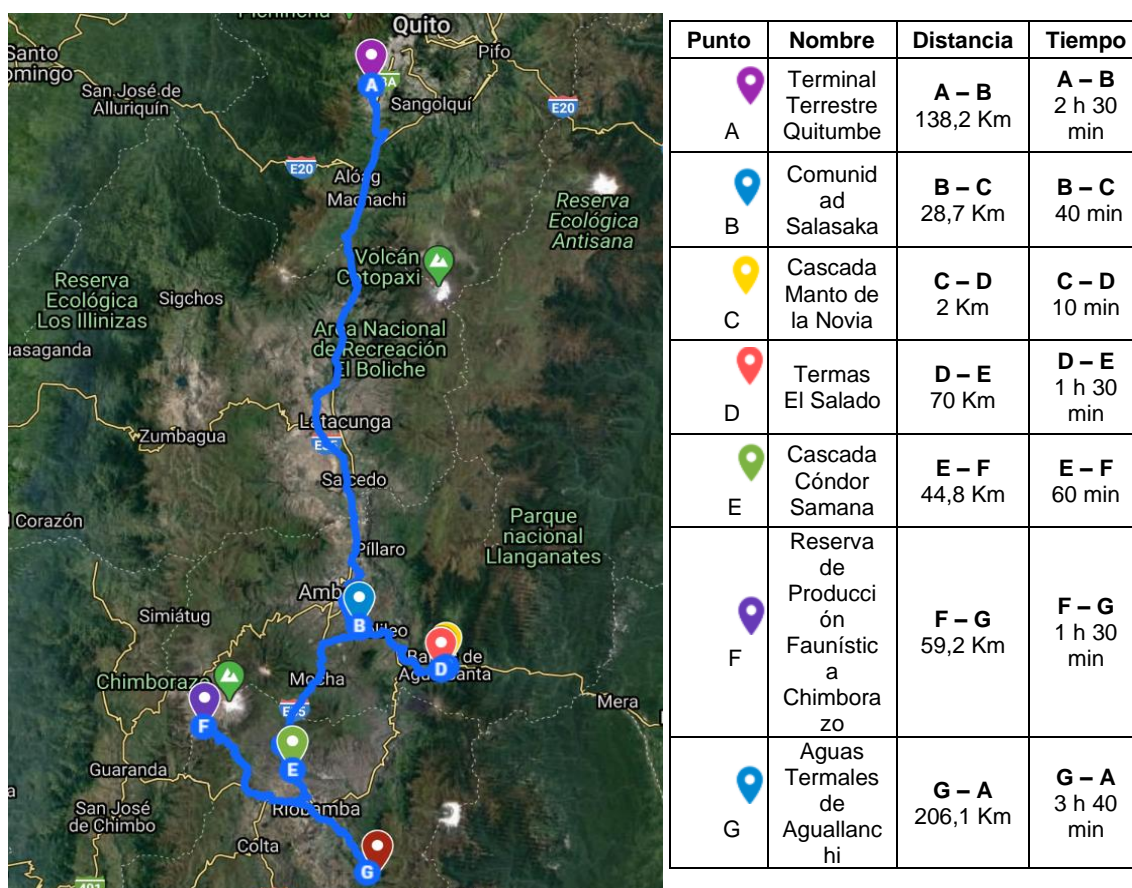 Quito
Pifo
Santo
Domingo
San José de
Alluriquín
A
Sangolquí
E20
E20
Alóag
Machachi
Reserva
Ecológica
Antisana
Volcán
Cotopaxi
Reserva
Ecológica
Los Illinizas
Sigchos
Area Nacional
de Recreación
El Boliche
uasaganda
Latacunga
Zumbagua
Salcedo
El Corazón
Parque
nacional
Llanganates
Píllaro
Simiátug
B
D
Chimborazo
Mocha
Mera
F
E
Guaranda
Riobamba
San José
de Chimbo
Colta
G
491
Punto Nombre Distancia Tiempo
A Terminal
Terrestre
Quitumbe
A – B
138,2 Km
A – B
2 h 30
min
B Comunid
ad
Salasaka
B – C
28,7 Km
B – C
40 min
C Cascada
Manto de
la Novia
C – D
2 Km
C – D
10 min
D Termas
El Salado
D – E
70 Km
D – E
1 h 30
min
E Cascada
Cóndor
Samana
E – F
44,8 Km
E – F
60 min
F Reserva
de
Producci
ón
Faunístic
a
Chimbora
zo
F – G
59,2 Km
F – G
1 h 30
min
G Aguas
Termales
de
Aguallanc
hi
G – A
206,1 Km
G – A
3 h 40
min